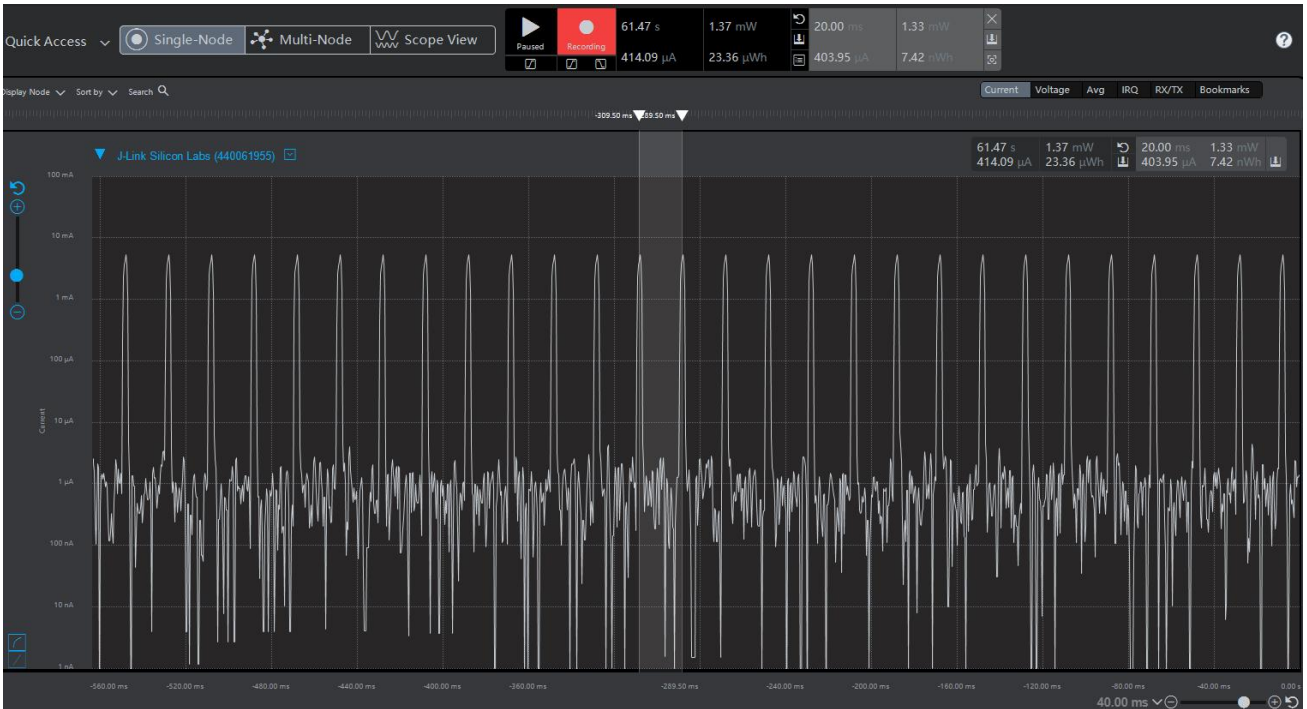 Quick Access
Single-Node
Multi-Node
Scope View
Paused
Recording
61.47 s
1.37 mW
414.09 µA
23.36 µWh
20.00 ms
1.33 mW
403.95 µA
7.42 nWh
Display Node
Sort by
Search
Current
Voltage
Avg
IRQ
RX/TX
Bookmarks
-309.50 ms
-289.50 ms
J-Link Silicon Labs (440061955)
61.47 s 1.37 mW 20.00 ms 1.33 mW
414.09 µA 23.36 µWh 403.95 µA 7.42 nWh
100 mA
10 mA
1 mA
100 µA
10 µA
1 µA
100 nA
10 nA
1 nA
Current
-560.00 ms -520.00 ms -480.00 ms -440.00 ms -400.00 ms -360.00 ms -289.50 ms -240.00 ms -200.00 ms -160.00 ms -120.00 ms -80.00 ms -40.00 ms 0.00 s
40.00 ms